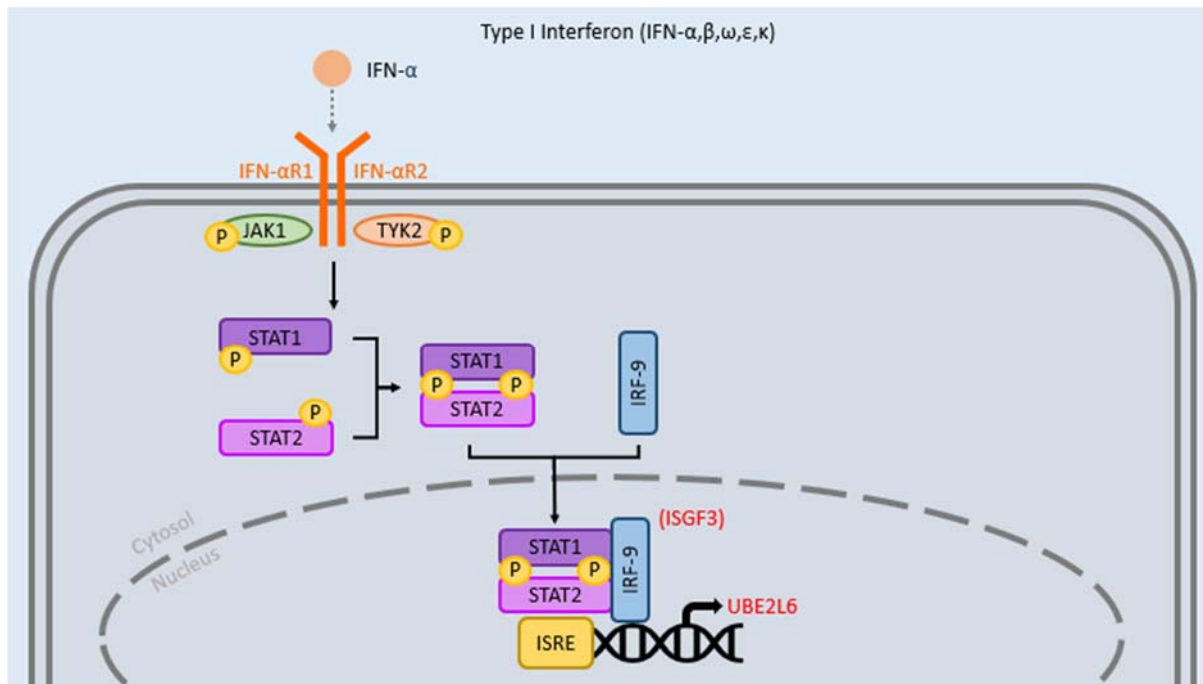 Type I Interferon (IFN-α,β,ω,ε,κ)
IFN-α
IFN-αR1
IFN-αR2
P
JAK1
TYK2
P
STAT1
P
P
STAT2
STAT1
P
P
STAT2
IRF-9
Cytosol
Nucleus
(ISGF3)
STAT1
P
P
STAT2
IRF-9
UBE2L6
ISRE